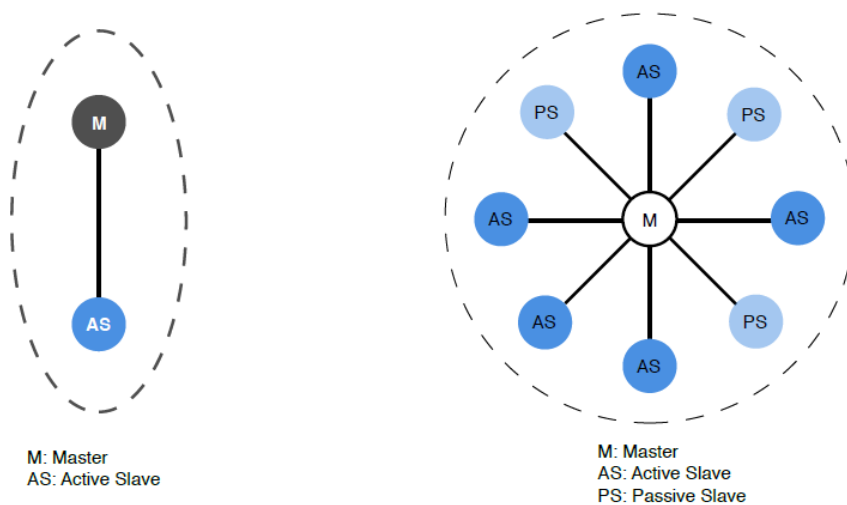 M
AS
M: Master
AS: Active Slave
AS
PS
PS
AS
M
AS
AS
PS
AS
M: Master
AS: Active Slave
PS: Passive Slave